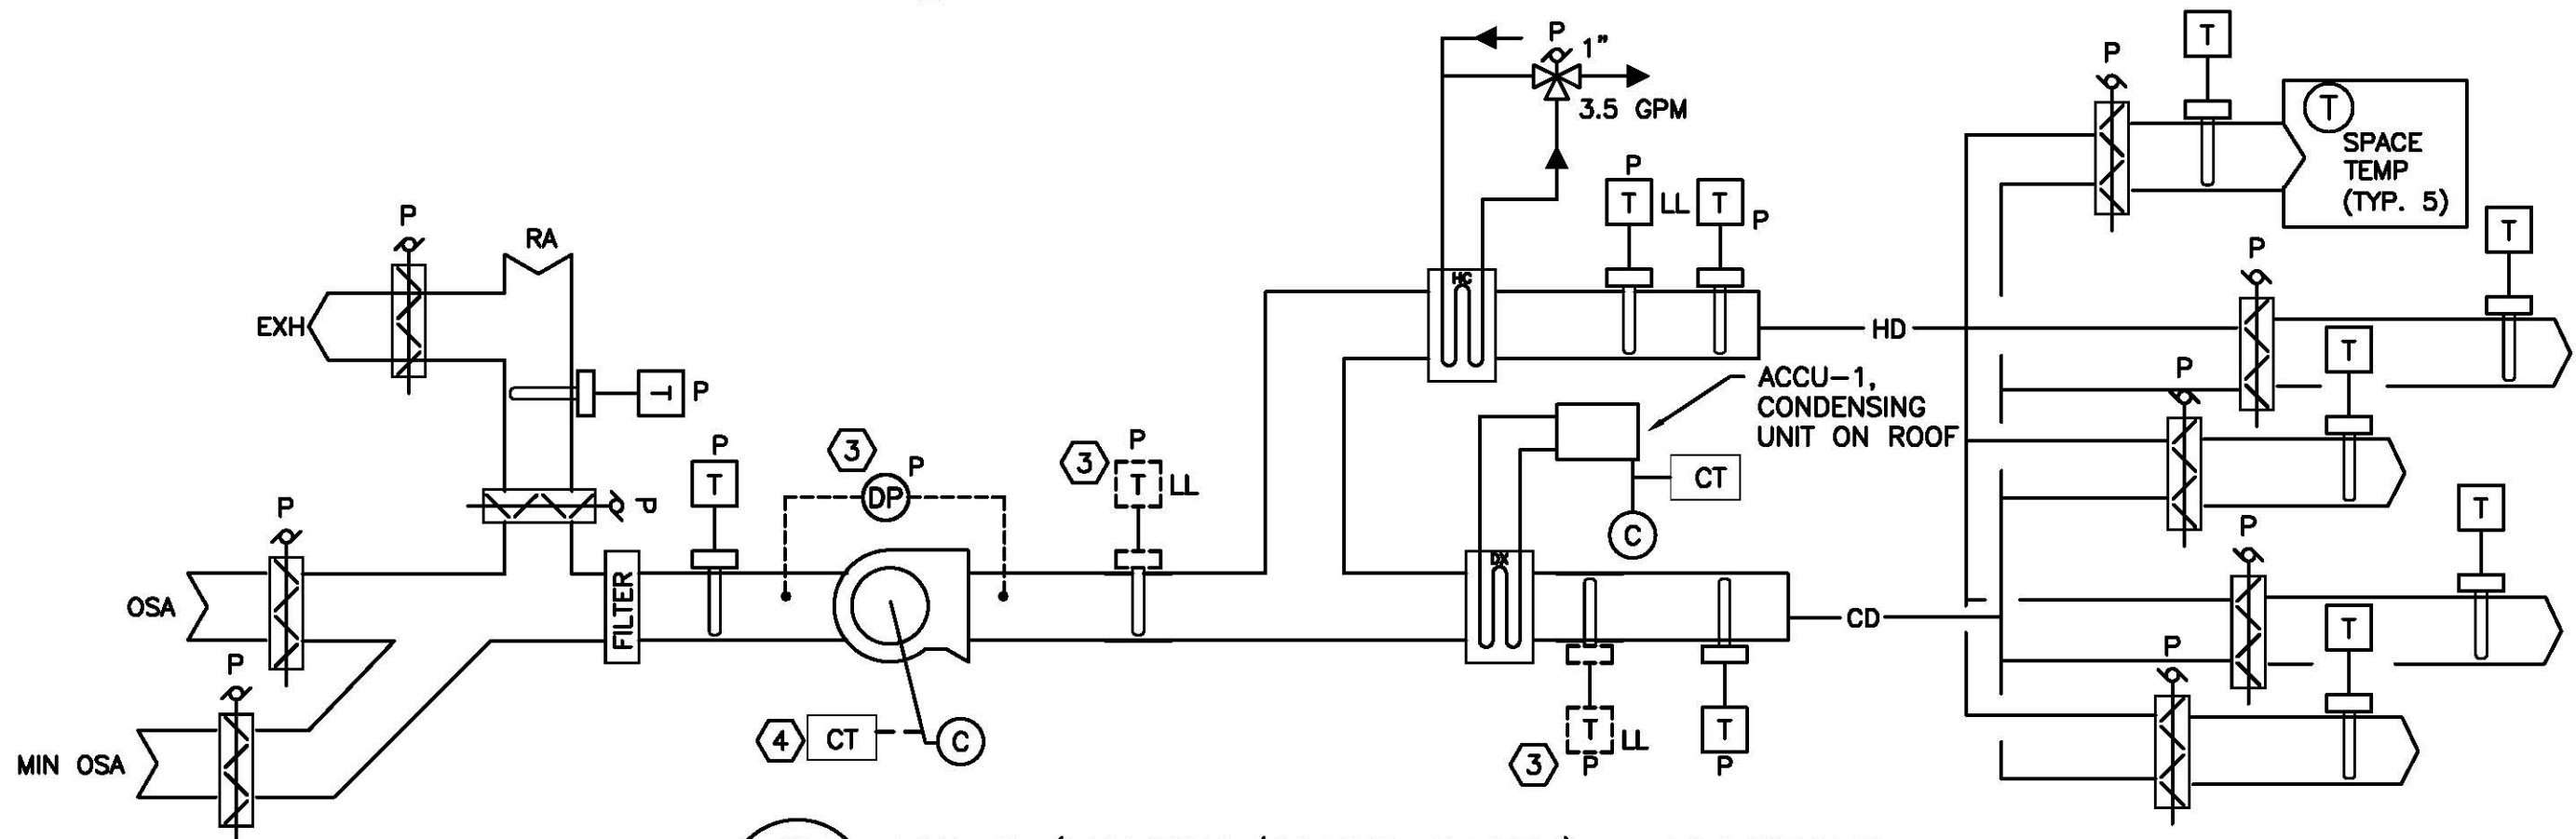 P
1"
3.5 GPM
P
T
T
SPACE
TEMP
(TYP. 5)
P
T
LL
T
P
P
RA
EXH
HC
P
T
HD
T
P
T
P
ACCU-1,
CONDENSING
UNIT ON ROOF
P
T
3
P
DP
3
P
T
LL
CT
C
P
P
T
P
P
OSA
FILTER
DX
CD
T
P
MIN OSA
P
4
CT
C
3
T
LL
P
T
P